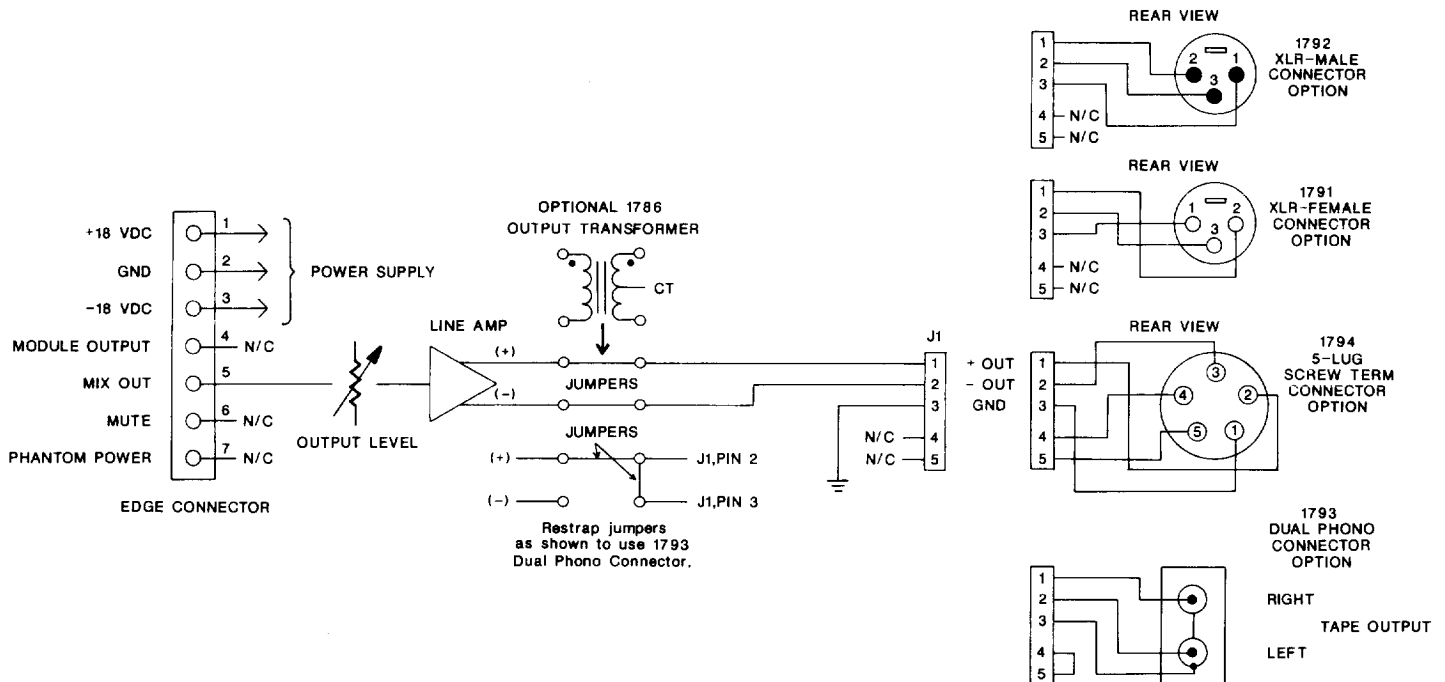 +18 VDC
GND
-18 VDC
MODULE OUTPUT
MIX OUT
MUTE
PHANTOM POWER
1
2
3
4
5
6
7
N/C
N/C
N/C
POWER SUPPLY
EDGE CONNECTOR
OUTPUT LEVEL
LINE AMP
(+)
(-)
OPTIONAL 1786
OUTPUT TRANSFORMER
CT
JUMPERS
JUMPERS
(+)
J1,PIN 2
(-)
J1,PIN 3
Restrap jumpers
as shown to use 1793
Dual Phono Connector.
J1
1
2
3
4
5
N/C
N/C
+ OUT
- OUT
GND
REAR VIEW
1
2
3
4
5
N/C
N/C
2
1
3
1792
XLR-MALE
CONNECTOR
OPTION
REAR VIEW
1
2
3
4
5
N/C
N/C
1
2
3
1791
XLR-FEMALE
CONNECTOR
OPTION
REAR VIEW
1
2
3
4
5
3
4
2
5
1
1794
5-LUG
SCREW TERM
CONNECTOR
OPTION
1793
DUAL PHONO
CONNECTOR
OPTION
1
2
3
4
5
RIGHT
TAPE OUTPUT
LEFT